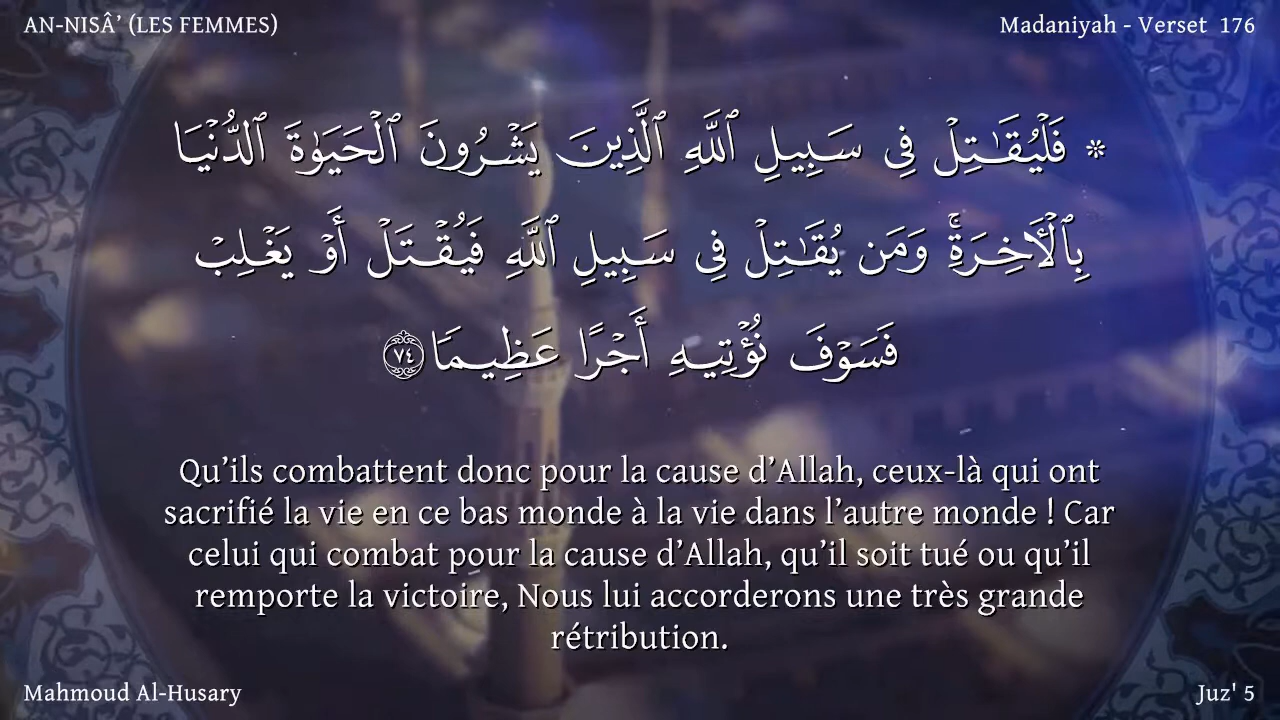 AN-NISÂ’ (LES FEMMES)
Madaniyah - Verset 176
۞ فَلْيُقَـٰتِلْ فِى سَبِيلِ ٱللَّهِ ٱلَّذِينَ يَشْرُونَ ٱلْحَيَوٰةَ ٱلدُّنْيَا
بِٱلْـَٔاخِرَةِ ۚ وَمَن يُقَـٰتِلْ فِى سَبِيلِ ٱللَّهِ فَيُقْتَلْ أَوْ يَغْلِبْ
فَسَوْفَ نُؤْتِيهِ أَجْرًا عَظِيمًا ٧٤
Qu’ils combattent donc pour la cause d’Allah, ceux-là qui ont
sacrifié la vie en ce bas monde à la vie dans l’autre monde ! Car
celui qui combat pour la cause d’Allah, qu’il soit tué ou qu’il
remporte la victoire, Nous lui accorderons une très grande
rétribution.
Mahmoud Al-Husary
Juz' 5